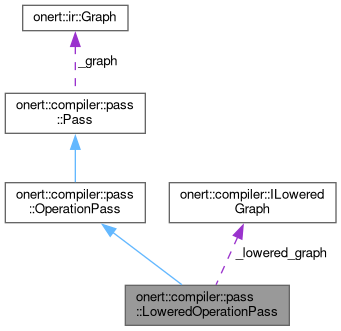 onert::ir::Graph
_graph
onert::compiler::pass
::Pass
onert::compiler::pass
::OperationPass
onert::compiler::ILowered
Graph
_lowered_graph
onert::compiler::pass
::LoweredOperationPass